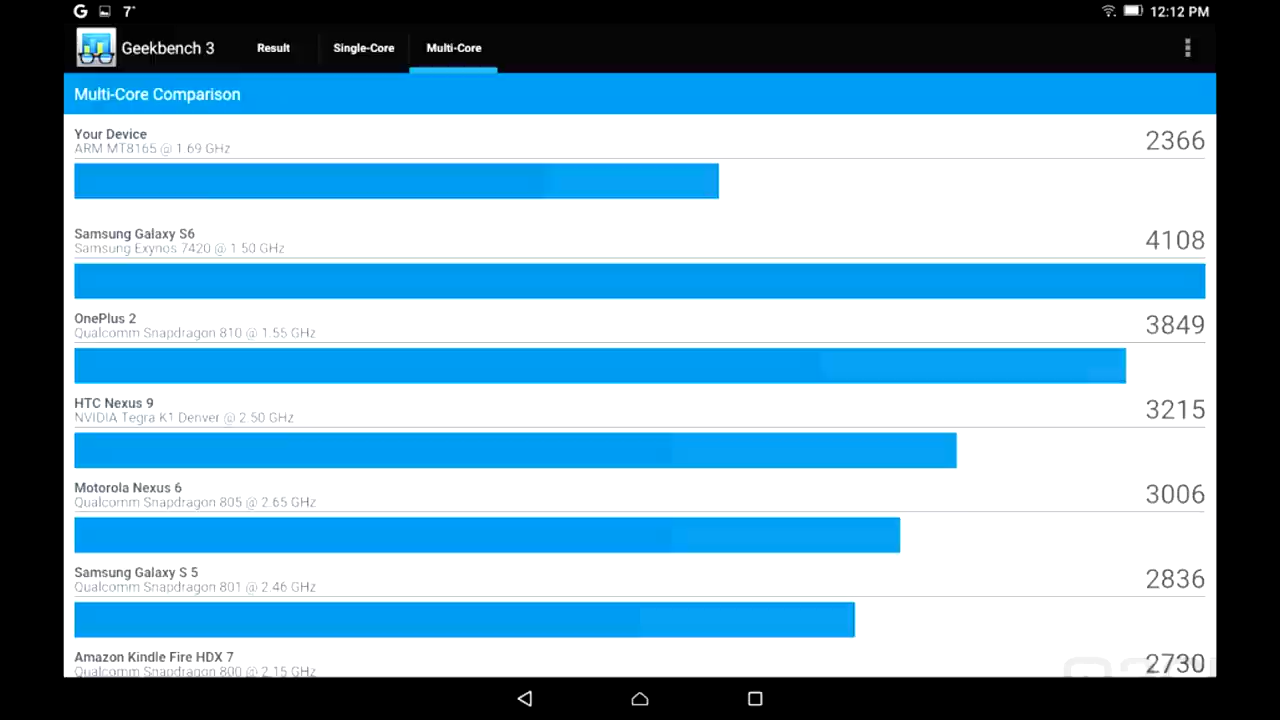 G 7° 12:12 PM
Geekbench 3 Result Single-Core Multi-Core
Multi-Core Comparison
Your Device
ARM MT8165 @ 1.69 GHz
2366
Samsung Galaxy S6
Samsung Exynos 7420 @ 1.50 GHz
4108
OnePlus 2
Qualcomm Snapdragon 810 @ 1.55 GHz
3849
HTC Nexus 9
NVIDIA Tegra K1 Denver @ 2.50 GHz
3215
Motorola Nexus 6
Qualcomm Snapdragon 805 @ 2.65 GHz
3006
Samsung Galaxy S 5
Qualcomm Snapdragon 801 @ 2.46 GHz
2836
Amazon Kindle Fire HDX 7
Qualcomm Snapdragon 800 @ 2.15 GHz
2730